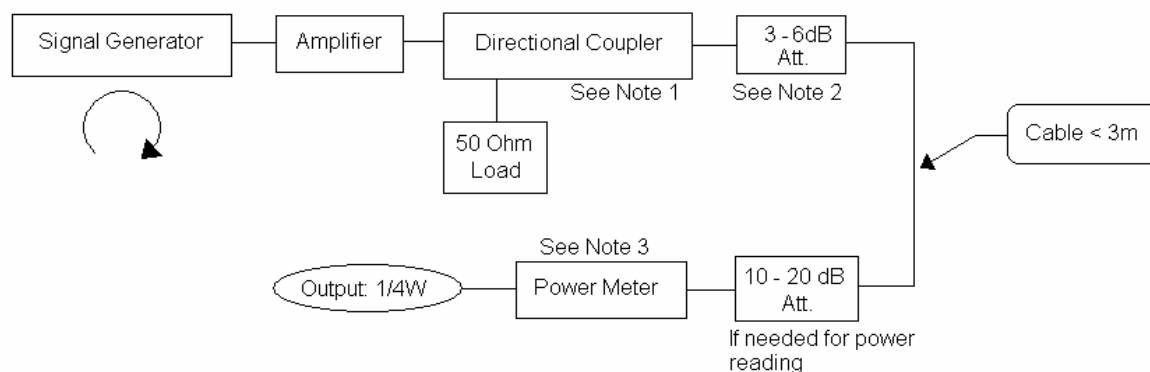 Signal Generator
Amplifier
Directional Coupler
3 - 6dB
Att.
See Note 1
See Note 2
50 Ohm
Load
Cable < 3m
See Note 3
Output: 1/4W
Power Meter
10 - 20 dB
Att.
If needed for power
reading